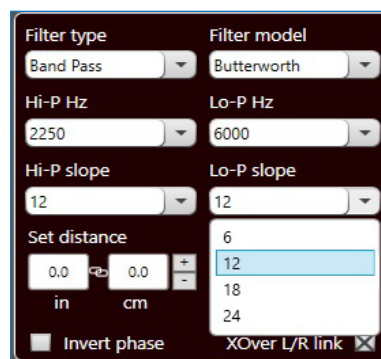 Filter type Filter model
Band Pass Butterworth
Hi-P Hz Lo-P Hz
2250 6000
Hi-P slope Lo-P slope
12 12
Set distance 6
0.0 0.0 + 12
- 18
in cm 24
Invert phase XOver L/R link